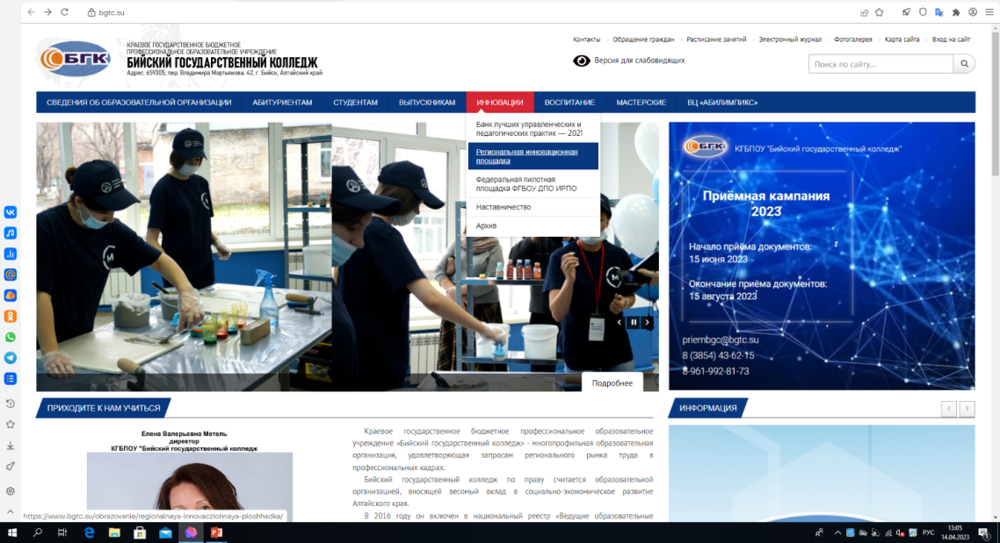 bgtc.su
БГК
КРАЕВОЕ ГОСУДАРСТВЕННОЕ БЮДЖЕТНОЕ
ПРОФЕССИОНАЛЬНОЕ ОБРАЗОВАТЕЛЬНОЕ УЧРЕЖДЕНИЕ
БИЙСКИЙ ГОСУДАРСТВЕННЫЙ КОЛЛЕДЖ
Адрес: 659305, пер. Владимира Мартьянова, 42, г. Бийск, Алтайский край
Контакты Обращение граждан Расписание занятий Электронный журнал Фотогалерея Карта сайта Вход на сайт
Версия для слабовидящих
Поиск по сайту...
СВЕДЕНИЯ ОБ ОБРАЗОВАТЕЛЬНОЙ ОРГАНИЗАЦИИ АБИТУРИЕНТАМ СТУДЕНТАМ ВЫПУСКНИКАМ ИННОВАЦИИ ВОСПИТАНИЕ МАСТЕРСКИЕ ВЦ «АБИЛИМПИКС»
Банк лучших управленческих и
педагогических практик — 2021
Региональная инновационная
площадка
Федеральная пилотная
площадка ФГБОУ ДПО ИРПО
Наставничество
Архив
Подробнее
БГК КГБПОУ "Бийский государственный колледж"
Приёмная кампания
2023
Начало приёма документов:
15 июня 2023
Окончание приёма документов:
15 августа 2023
priembgc@bgtc.su
8 (3854) 43-62-15
8-961-992-81-73
ПРИХОДИТЕ К НАМ УЧИТЬСЯ
ИНФОРМАЦИЯ
Елена Валерьевна Метель
директор
КГБПОУ "Бийский государственный колледж
Краевое государственное бюджетное профессиональное образовательное
учреждение «Бийский государственный колледж» - многопрофильная образовательная
организация, удовлетворяющая запросам регионального рынка труда в
профессиональных кадрах.
Бийский государственный колледж по праву считается образовательной
организацией, вносящей весомый вклад в социально-экономическое развитие
Алтайского края.
В 2016 году он включен в национальный реестр «Ведущие образовательные
https://www.bgtc.su/obrazovanie/regionalnaya-innovaczionnaya-ploshhadka/
РУС
13:05
14.04.2023